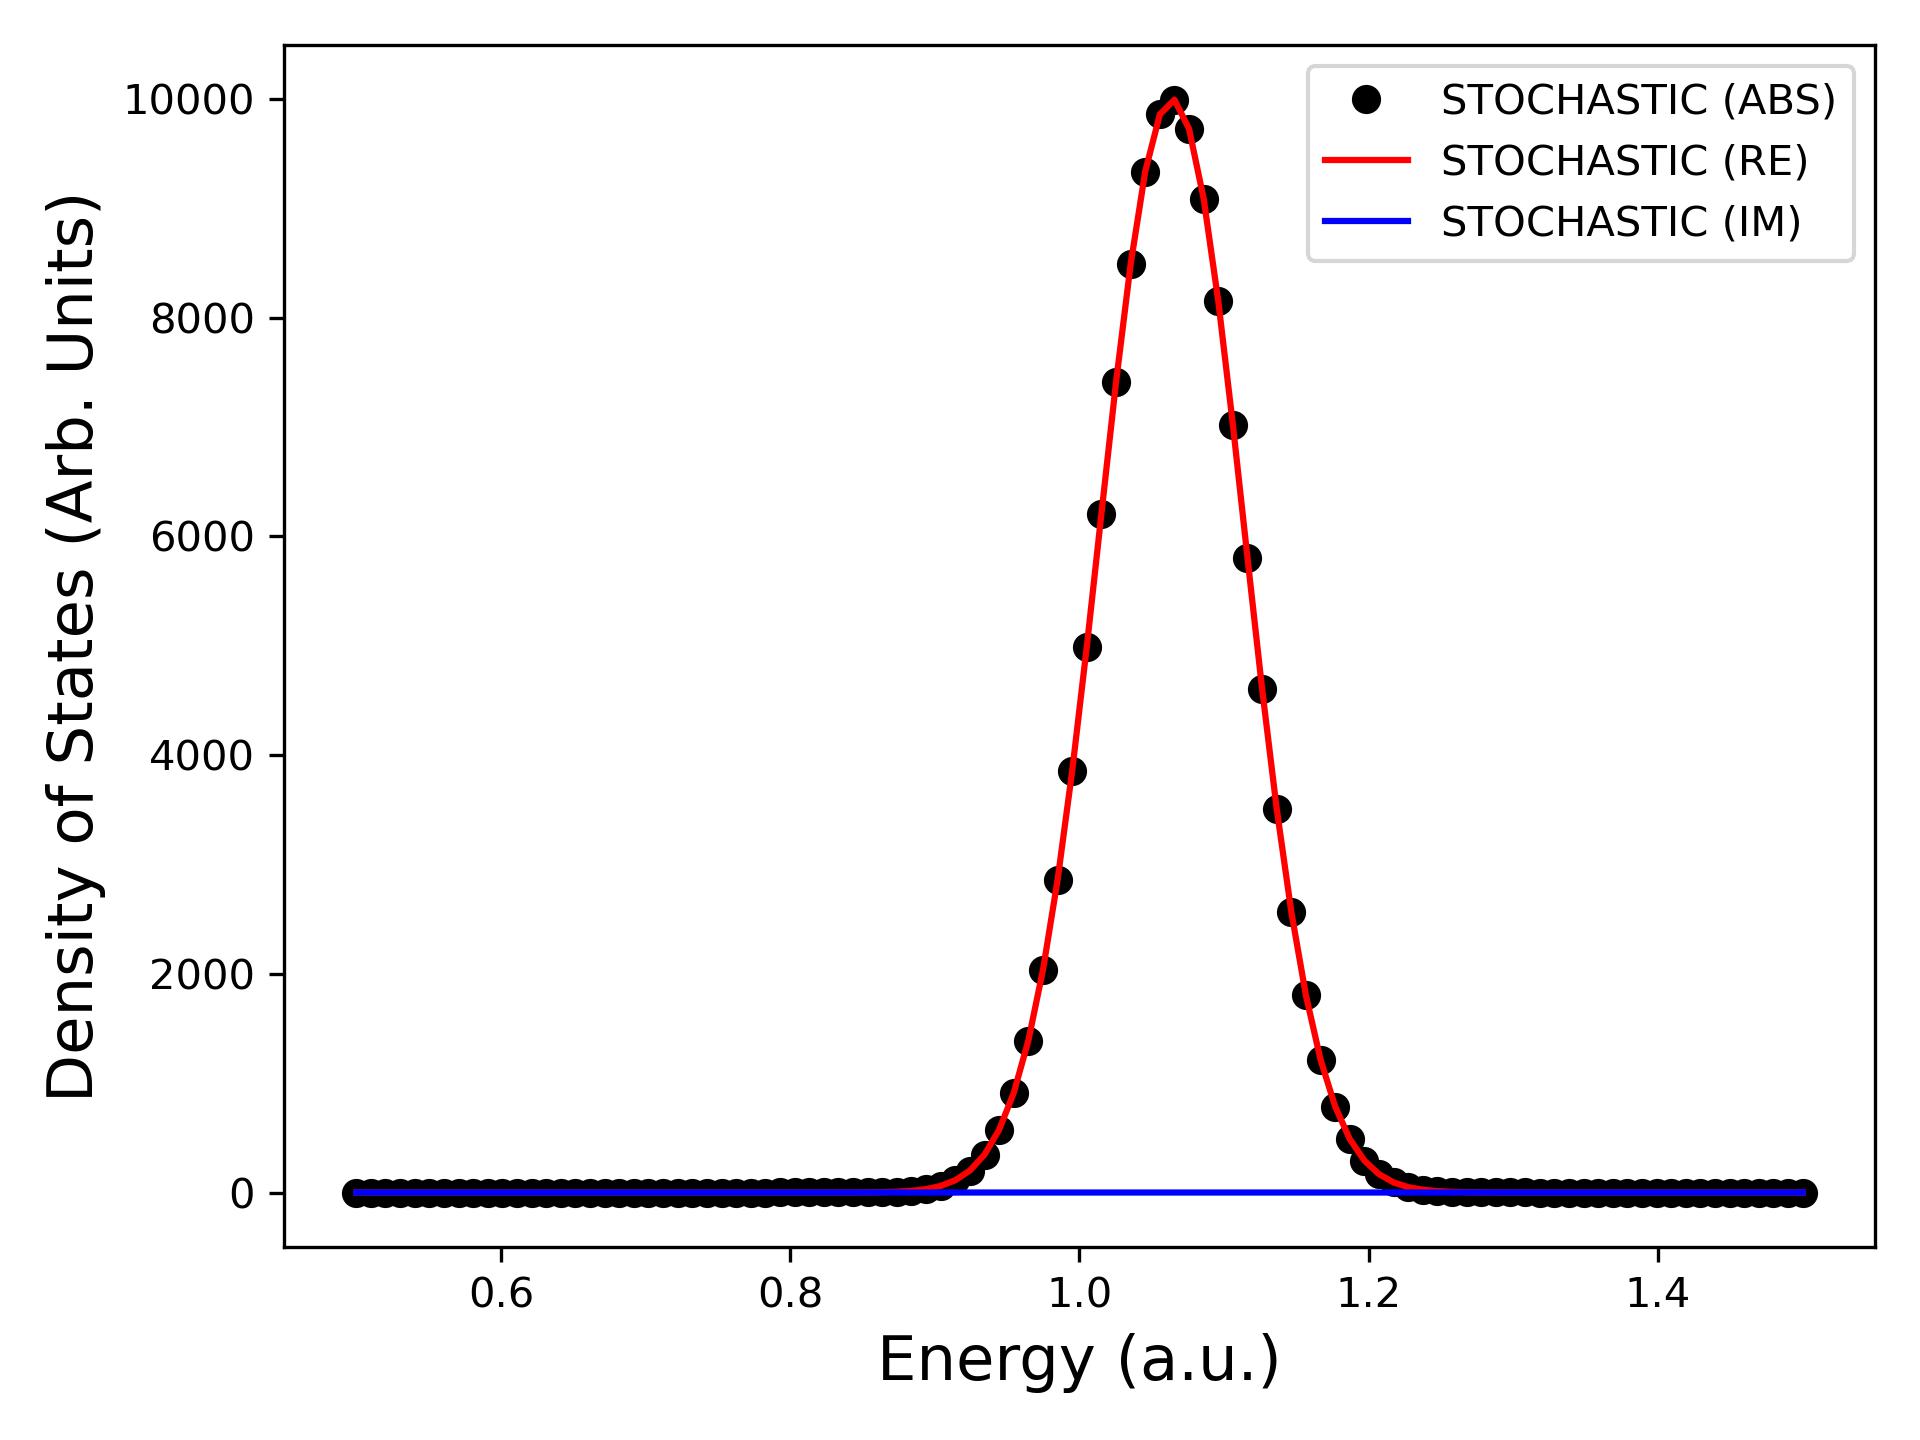 10000
8000
6000
4000
2000
0
Density of States (Arb. Units)
STOCHASTIC (ABS)
STOCHASTIC (RE)
STOCHASTIC (IM)
0.6 0.8 1.0 1.2 1.4
Energy (a.u.)